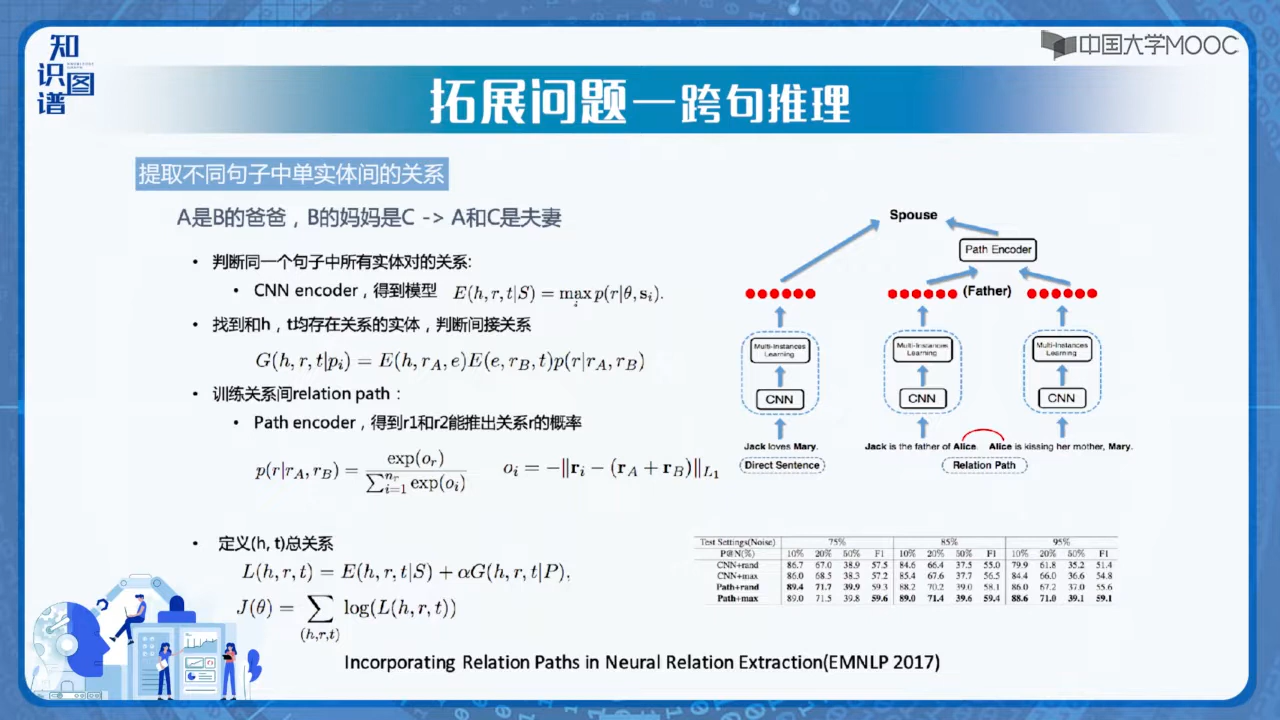 知识图谱
中国大学MOOC
拓展问题—跨句推理
提取不同句子中单实体间的关系
A是B的爸爸，B的妈妈是C -> A和C是夫妻
• 判断同一个句子中所有实体对的关系:
• CNN encoder，得到模型 E(h, r, t|S) = max_i p(r|θ, s_i).
• 找到和h，t均存在关系的实体，判断间接关系
G(h, r, t|p_i) = E(h, r_A, e)E(e, r_B, t)p(r|r_A, r_B)
• 训练关系间relation path：
• Path encoder，得到r1和r2能推出关系r的概率
p(r|r_A, r_B) = exp(o_r) / ∑_{i=1}^{n_r} exp(o_i)   o_i = −‖r_i − (r_A + r_B)‖_{L_1}
• 定义(h, t)总关系
L(h, r, t) = E(h, r, t|S) + αG(h, r, t|P),
J(θ) = ∑_{(h,r,t)} log(L(h, r, t))
Spouse
Path Encoder
(Father)
Multi-Instances Learning
Multi-Instances Learning
Multi-Instances Learning
CNN
CNN
CNN
Jack loves Mary.
Jack is the father of Alice. Alice is kissing her mother, Mary.
Direct Sentence
Relation Path
Test Settings(Noise) 75% 85% 95%
P@N(%) 10% 20% 50% F1 10% 20% 50% F1 10% 20% 50% F1
CNN+rand 86.7 67.0 38.9 57.5 84.6 66.4 37.5 55.0 79.9 61.8 35.2 51.4
CNN+max 86.0 68.5 38.3 57.2 85.4 67.6 37.7 56.5 84.4 66.0 36.6 54.8
Path+rand 89.4 71.7 39.9 59.3 88.2 70.2 39.0 58.1 86.0 67.2 37.0 55.6
Path+max 89.0 71.5 39.8 59.6 89.0 71.4 39.6 59.4 88.6 71.0 39.1 59.1
Incorporating Relation Paths in Neural Relation Extraction(EMNLP 2017)